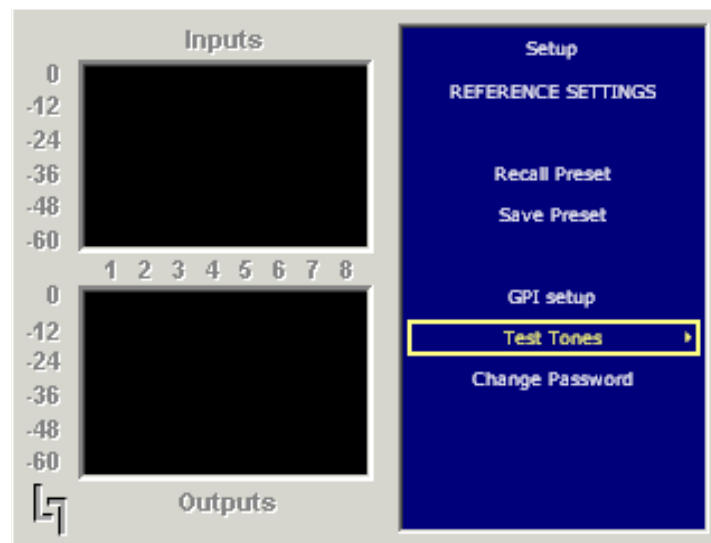 Inputs
0
-12
-24
-36
-48
-60
1 2 3 4 5 6 7 8
0
-12
-24
-36
-48
-60
Outputs
Setup
REFERENCE SETTINGS
Recall Preset
Save Preset
GPI setup
Test Tones
Change Password